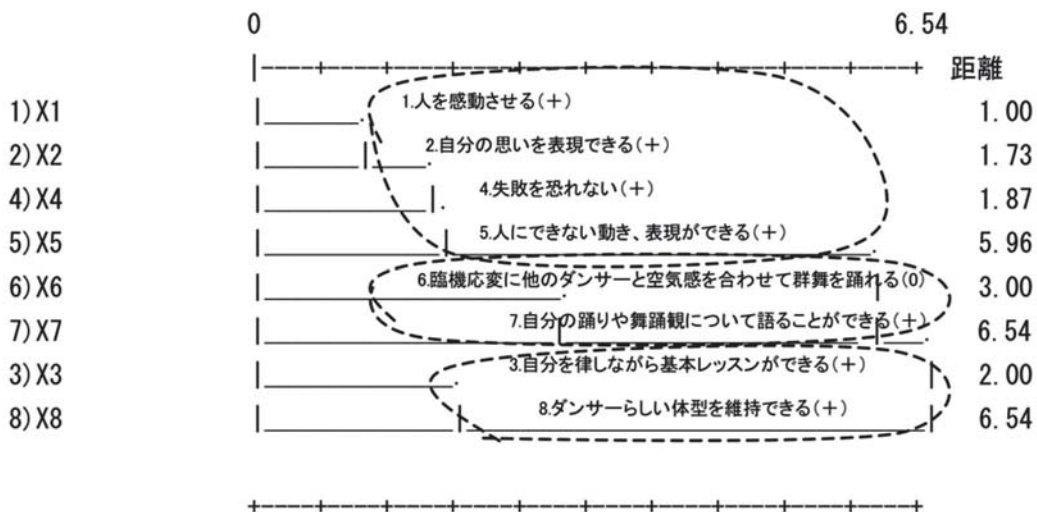 0 6.54
距離
1)X1 1.人を感動させる(+) 1.00
2)X2 2.自分の思いを表現できる(+) 1.73
4)X4 4.失敗を恐れない(+) 1.87
5)X5 5.人にできない動き、表現ができる(+) 5.96
6)X6 6.臨機応変に他のダンサーと空気感を合わせて群舞を踊れる(0) 3.00
7)X7 7.自分の踊りや舞踊観について語ることができる(+) 6.54
3)X3 3.自分を律しながら基本レッスンができる(+) 2.00
8)X8 8.ダンサーらしい体型を維持できる(+) 6.54